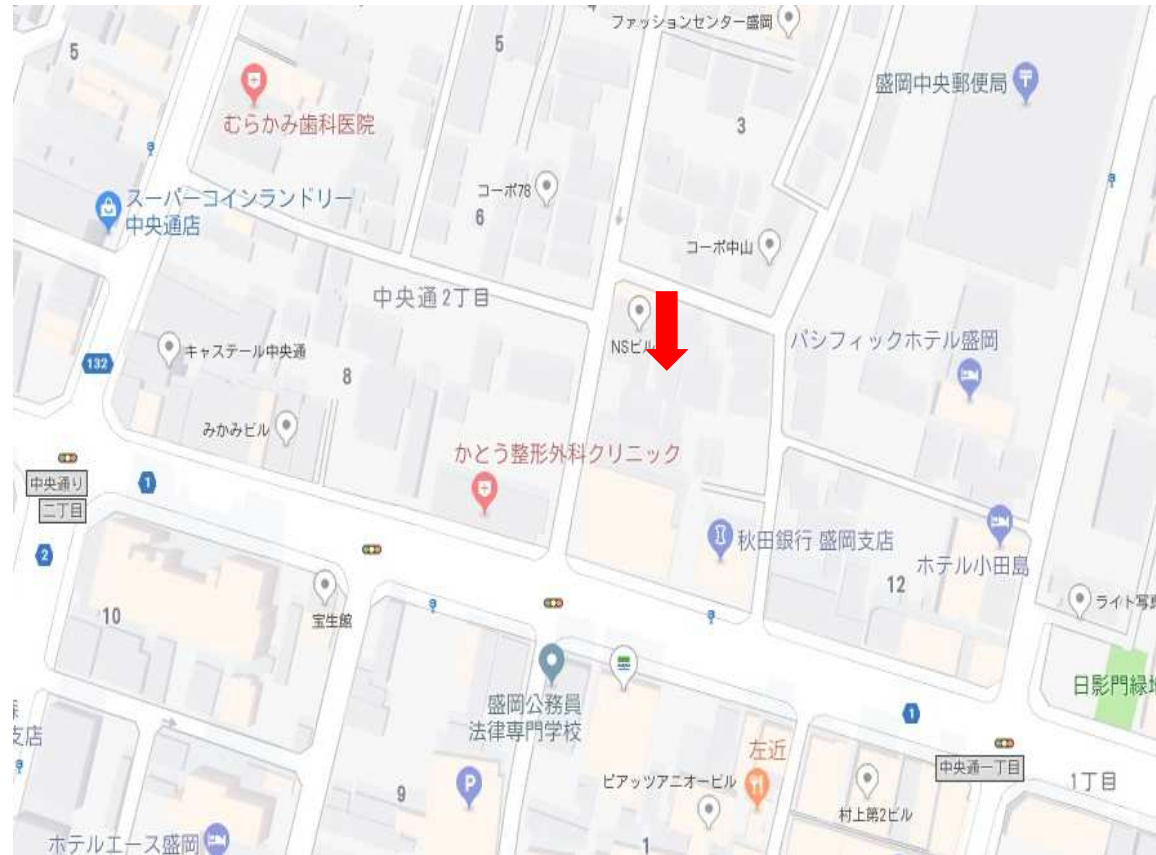 ファッションセンター盛岡
5
5
盛岡中央郵便局
むらかみ歯科医院
3
コーポ78
スーパーコインランドリー
中央通店
6
コーポ中山
中央通2丁目
NSビル
パシフィックホテル盛岡
キャステール中央通
132
8
みかみビル
かとう整形外科クリニック
中央通り
二丁目
1
秋田銀行 盛岡支店
2
ホテル小田島
12
ライト写真
10
宝生館
日影門緑地
盛岡公務員
法律専門学校
1
支店
左近
中央通一丁目
1丁目
ピアッツアニオービル
村上第2ビル
9
P
ホテルエース盛岡
1